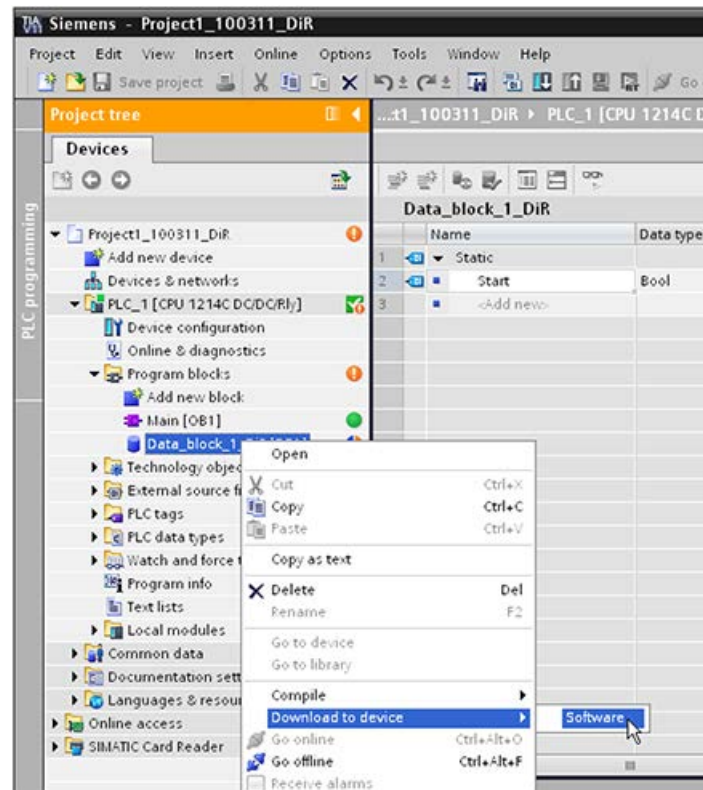 Siemens - Project1_100311_DiR
Project Edit View Insert Online Options Tools Window Help
Save project Go
Project tree
...t1_100311_DiR ▸ PLC_1 [CPU 1214C D
Devices
PLC programming
Data_block_1_DiR
Name Data type
Project1_100311_DiR
Add new device
1 Static
Devices & networks
2 Start Bool
PLC_1 [CPU 1214C DC/DC/Rly]
3 <Add new>
Device configuration
Online & diagnostics
Program blocks
Add new block
Main [OB1]
Data_block_1
Open
Technology objec
Cut Ctrl+X
External source f
Copy Ctrl+C
PLC tags
Paste Ctrl+V
PLC data types
Copy as text
Watch and force t
Program info
Delete Del
Text lists
Rename F2
Local modules
Go to device
Common data
Go to library
Documentation sett
Compile
Languages & resour
Download to device Software
Online access
Go online Ctrl+Alt+O
SIMATIC Card Reader
Go offline Ctrl+Alt+F
Receive alarms